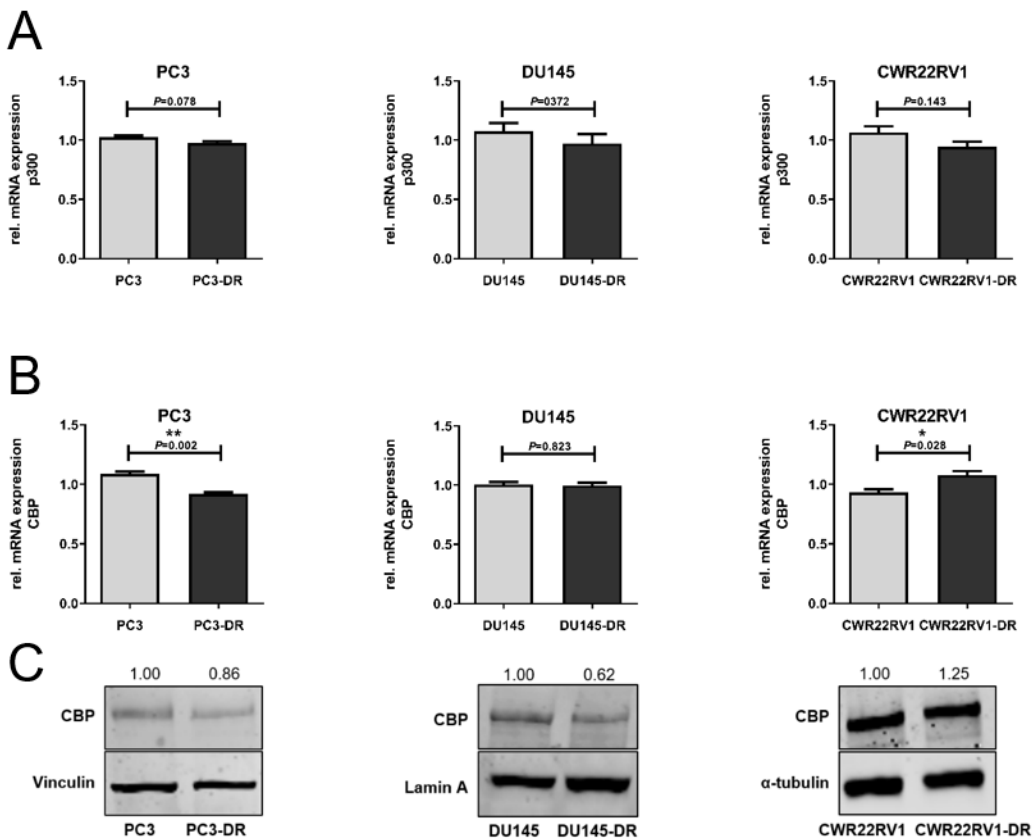 A
PC3
rel. mRNA expression
p300
1.5
1.0
0.5
0.0
P=0.078
PC3 PC3-DR
DU145
rel. mRNA expression
p300
1.5
1.0
0.5
0.0
P=0372
DU145 DU145-DR
CWR22RV1
rel. mRNA expression
p300
1.5
1.0
0.5
0.0
P=0.143
CWR22RV1 CWR22RV1-DR
B
PC3
rel. mRNA expression
CBP
1.5
1.0
0.5
0.0
**
P=0.002
PC3 PC3-DR
DU145
rel. mRNA expression
CBP
1.5
1.0
0.5
0.0
P=0.823
DU145 DU145-DR
CWR22RV1
rel. mRNA expression
CBP
1.5
1.0
0.5
0.0
*
P=0.028
CWR22RV1 CWR22RV1-DR
C
1.00 0.86
CBP
Vinculin
PC3 PC3-DR
1.00 0.62
CBP
Lamin A
DU145 DU145-DR
1.00 1.25
CBP
α-tubulin
CWR22RV1 CWR22RV1-DR